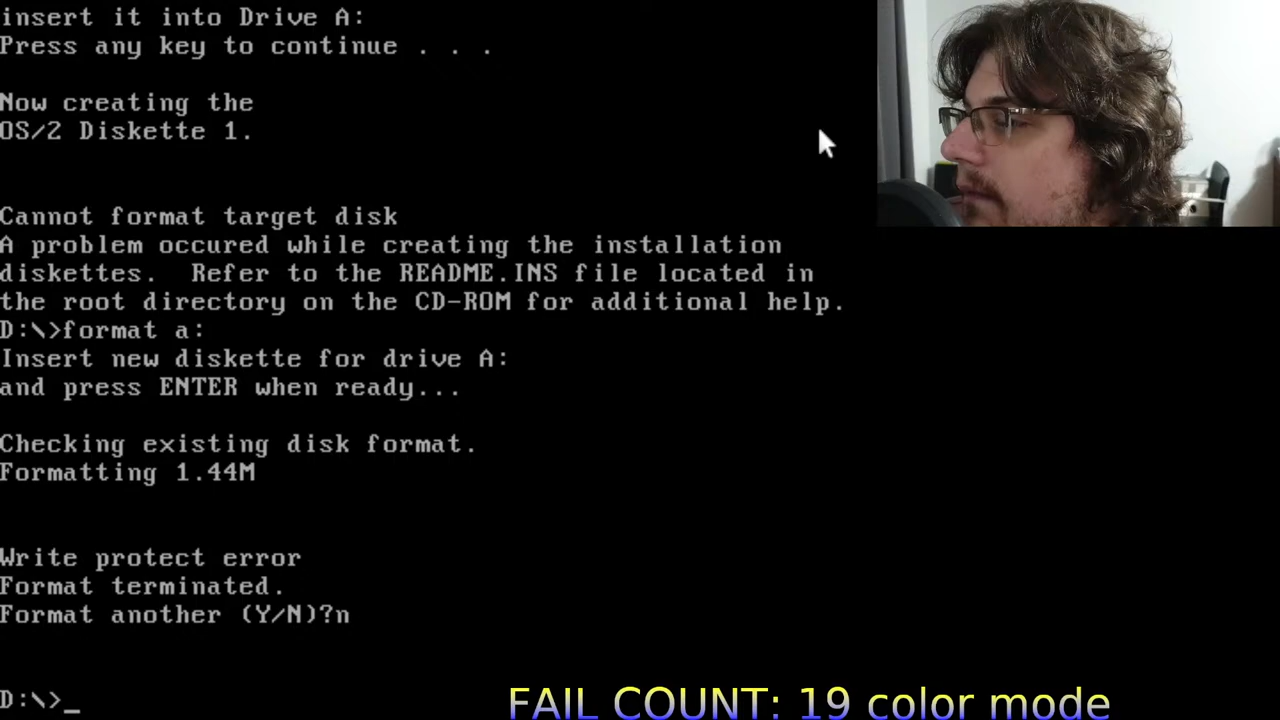 insert it into Drive A:
Press any key to continue . . .
Now creating the
OS/2 Diskette 1.
Cannot format target disk
A problem occured while creating the installation
diskettes.  Refer to the README.INS file located in
the root directory on the CD-ROM for additional help.
D:\>format a:
Insert new diskette for drive A:
and press ENTER when ready...
Checking existing disk format.
Formatting 1.44M
Write protect error
Format terminated.
Format another (Y/N)?n
D:\>_
FAIL COUNT: 19 color mode